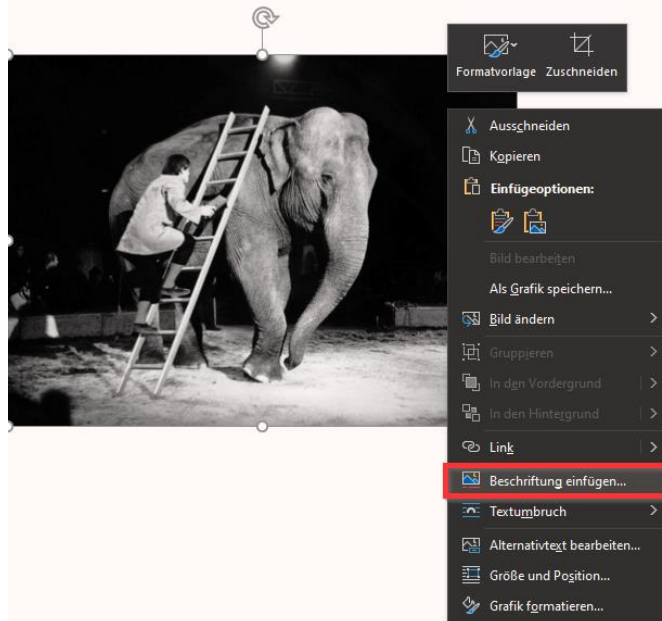 Formatvorlage Zuschneiden
Ausschneiden
Kopieren
Einfügeoptionen:
Bild bearbeiten
Als Grafik speichern...
Bild ändern
Gruppieren
In den Vordergrund
In den Hintergrund
Link
Beschriftung einfügen...
Textumbruch
Alternativtext bearbeiten...
Größe und Position...
Grafik formatieren...